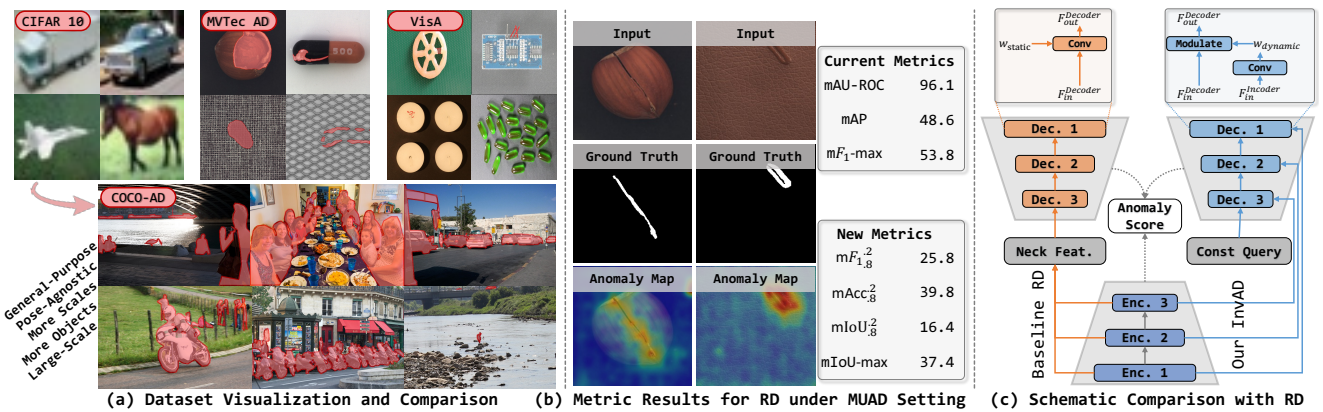 CIFAR 10
MVTec AD
500
VisA
COCO-AD
General-Purpose
Pose-Agnostic
More Scales
More Objects
Large-Scale
(a) Dataset Visualization and Comparison
Input
Input
Ground Truth
Ground Truth
Anomaly Map
Anomaly Map
Current Metrics
mAU-ROC 96.1
mAP 48.6
mF₁-max 53.8
New Metrics
mF₁.₈^.2 25.8
mAcc.₈^.2 39.8
mIoU.₈^.2 16.4
mIoU-max 37.4
(b) Metric Results for RD under MUAD Setting
F_out^Decoder
w_static
Conv
F_in^Decoder
F_out^Decoder
Modulate
w_dynamic
Conv
F_in^Decoder
F_in^Incoder
Dec. 1
Dec. 2
Dec. 3
Dec. 1
Dec. 2
Dec. 3
Anomaly
Score
Neck Feat.
Const Query
Baseline RD
Our InvAD
Enc. 3
Enc. 2
Enc. 1
(c) Schematic Comparison with RD